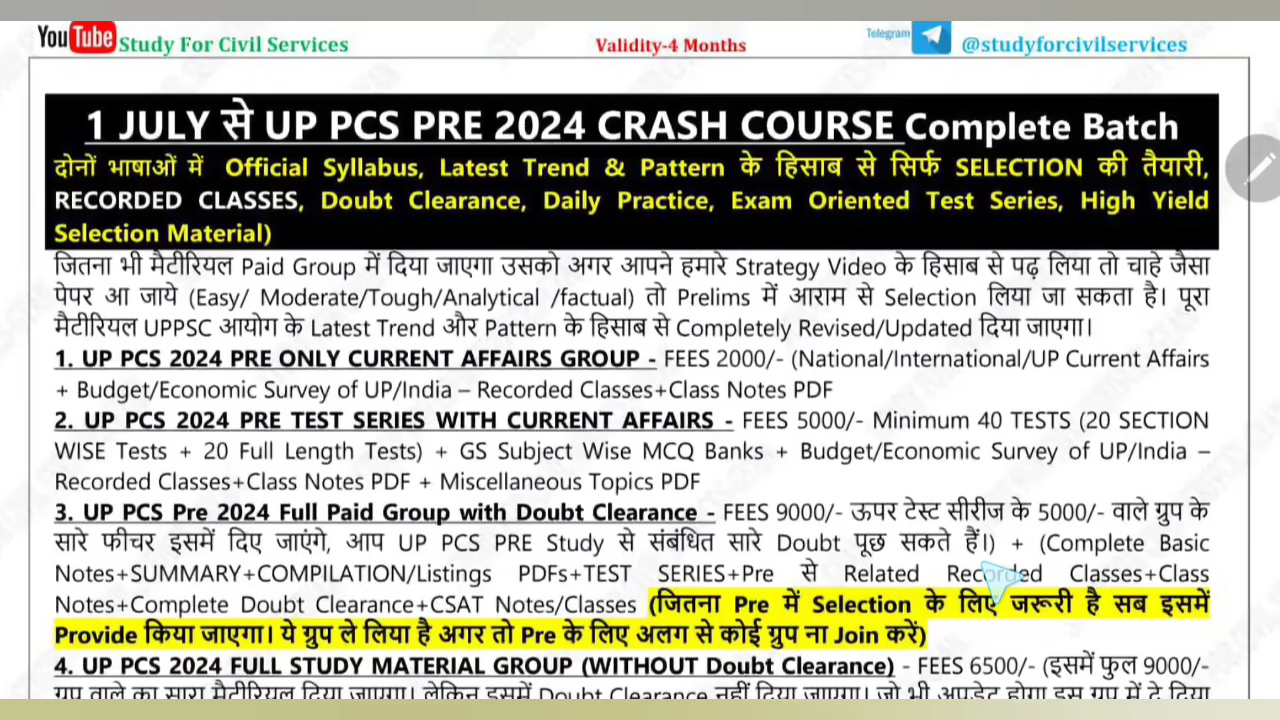 YouTube Study For Civil Services Validity-4 Months Telegram @studyforcivilservices
1 JULY से UP PCS PRE 2024 CRASH COURSE Complete Batch
दोनों भाषाओं में Official Syllabus, Latest Trend & Pattern के हिसाब से सिर्फ SELECTION की तैयारी,
RECORDED CLASSES, Doubt Clearance, Daily Practice, Exam Oriented Test Series, High Yield
Selection Material)
जितना भी मैटीरियल Paid Group में दिया जाएगा उसको अगर आपने हमारे Strategy Video के हिसाब से पढ़ लिया तो चाहे जैसा
पेपर आ जाये (Easy/ Moderate/Tough/Analytical /factual) तो Prelims में आराम से Selection लिया जा सकता है। पूरा
मैटीरियल UPPSC आयोग के Latest Trend और Pattern के हिसाब से Completely Revised/Updated दिया जाएगा।
1. UP PCS 2024 PRE ONLY CURRENT AFFAIRS GROUP - FEES 2000/- (National/International/UP Current Affairs
+ Budget/Economic Survey of UP/India – Recorded Classes+Class Notes PDF
2. UP PCS 2024 PRE TEST SERIES WITH CURRENT AFFAIRS - FEES 5000/- Minimum 40 TESTS (20 SECTION
WISE Tests + 20 Full Length Tests) + GS Subject Wise MCQ Banks + Budget/Economic Survey of UP/India –
Recorded Classes+Class Notes PDF + Miscellaneous Topics PDF
3. UP PCS Pre 2024 Full Paid Group with Doubt Clearance - FEES 9000/- ऊपर टेस्ट सीरीज के 5000/- वाले ग्रुप के
सारे फीचर इसमें दिए जाएंगे, आप UP PCS PRE Study से संबंधित सारे Doubt पूछ सकते हैं।) + (Complete Basic
Notes+SUMMARY+COMPILATION/Listings PDFs+TEST SERIES+Pre से Related Recorded Classes+Class
Notes+Complete Doubt Clearance+CSAT Notes/Classes (जितना Pre में Selection के लिए जरूरी है सब इसमें
Provide किया जाएगा। ये ग्रुप ले लिया है अगर तो Pre के लिए अलग से कोई ग्रुप ना Join करें)
4. UP PCS 2024 FULL STUDY MATERIAL GROUP (WITHOUT Doubt Clearance) - FEES 6500/- (इसमें फुल 9000/-
ग्रुप वाले का सारा मैटीरियल दिया जाएगा। लेकिन इसमें Doubt Clearance नहीं दिया जाएगा। जो भी अपडेट होगा इस ग्रुप में दे दिया